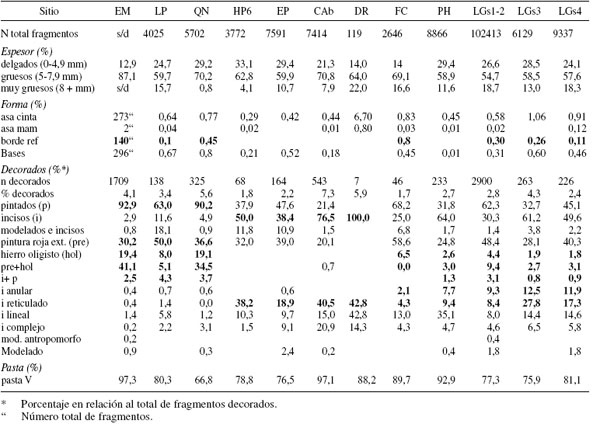 Sitio EM LP QN HP6 EP CAb DR FC PH LGs1-2 LGs3 LGs4
N total fragmentos s/d 4025 5702 3772 7591 7414 119 2646 8866 102413 6129 9337
Espesor (%)
delgados (0-4,9 mm) 12,9 24,7 29,2 33,1 29,4 21,3 14,0 14 29,4 26,6 28,5 24,1
gruesos (5-7,9 mm) 87,1 59,7 70,2 62,8 59,9 70,8 64,0 69,1 58,9 54,7 58,5 57,6
muy gruesos (8 + mm) s/d 15,7 0,8 4,1 10,7 7,9 22,0 16,6 11,6 18,7 13,0 18,3
Forma (%)
asa cinta 273“ 0,64 0,77 0,29 0,42 0,44 6,70 0,83 0,45 0,58 1,06 0,91
asa mam 2“ 0,04 0,02 0,01 0,80 0,03 0,01 0,02 0,12
borde ref 140“ 0,1 0,45 0,8 0,30 0,26 0,11
Bases 296“ 0,67 0,8 0,21 0,52 0,18 0,45 0,01 0,31 0,60 0,46
Decorados (%*)
n decorados 1709 138 325 68 164 543 7 46 233 2900 263 226
% decorados 4,1 3,4 5,6 1,8 2,2 7,3 5,9 1,7 2,7 2,8 4,3 2,4
pintados (p) 92,9 63,0 90,2 37,9 47,6 21,4 68,2 31,8 62,3 32,7 45,1
incisos (i) 2,9 11,6 4,9 50,0 38,4 76,5 100,0 25,0 64,0 30,3 61,2 49,6
modelados e incisos 0,8 18,1 0,9 11,8 10,9 1,5 6,8 1,7 1,4 3,8 2,2
pintura roja ext. (pre) 30,2 50,0 36,6 32,0 39,0 20,1 58,6 24,8 48,4 28,1 40,3
hierro oligisto (hol) 19,4 8,0 19,1 6,5 2,6 4,4 1,9 1,8
pre+hol 41,1 5,1 34,5 0,7 0,0 3,0 9,4 2,7 3,1
i+ p 2,5 4,3 3,7 1,3 3,1 0,8 0,9
i anular 0,4 0,7 0,6 0,6 2,1 7,7 9,3 12,5 11,9
i reticulado 0,4 1,4 0,0 38,2 18,9 40,5 42,8 4,3 9,4 8,4 27,8 17,3
i lineal 1,4 5,8 1,2 10,3 9,7 15,0 42,8 13,0 35,1 8,0 14,4 14,6
i complejo 0,2 2,2 3,1 1,5 9,1 20,9 14,3 4,3 4,7 4,6 6,5 5,8
mod. antropomorfo 0,2 0,4
Modelado 0,9 0,3 2,4 0,2 0,4 1,8 1,8
Pasta (%)
pasta V 97,3 80,3 66,8 78,8 76,5 97,1 88,2 89,7 92,9 77,3 75,9 81,1
* Porcentaje en relación al total de fragmentos decorados.
“ Número total de fragmentos.